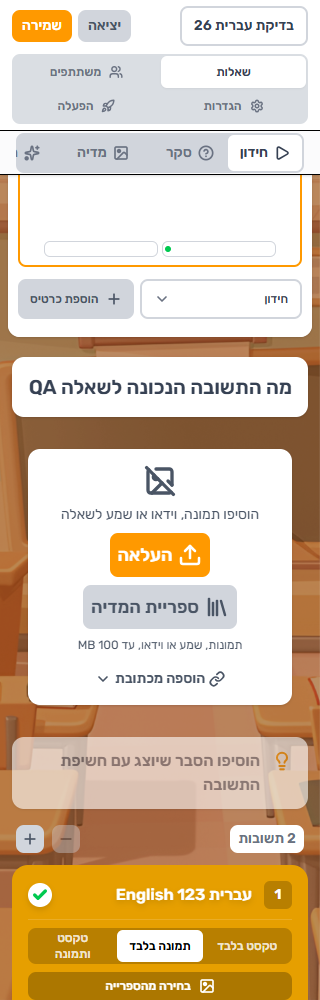 בדיקת עברית 26
יציאה
שמירה
שאלות
משתתפים
הגדרות
הפעלה
חידון
סקר
מדיה
חידון
הוספת כרטיס
מה התשובה הנכונה לשאלה QA
הוסיפו תמונה, וידאו או שמע לשאלה
העלאה
ספריית המדיה
תמונות, שמע או וידאו, עד 100 MB
הוספה מכתובת
הוסיפו הסבר שיוצג עם חשיפת
התשובה
2 תשובות
1
עברית 123 English
טקסט בלבד
תמונה בלבד
טקסט
ותמונה
בחירה מהספרייה